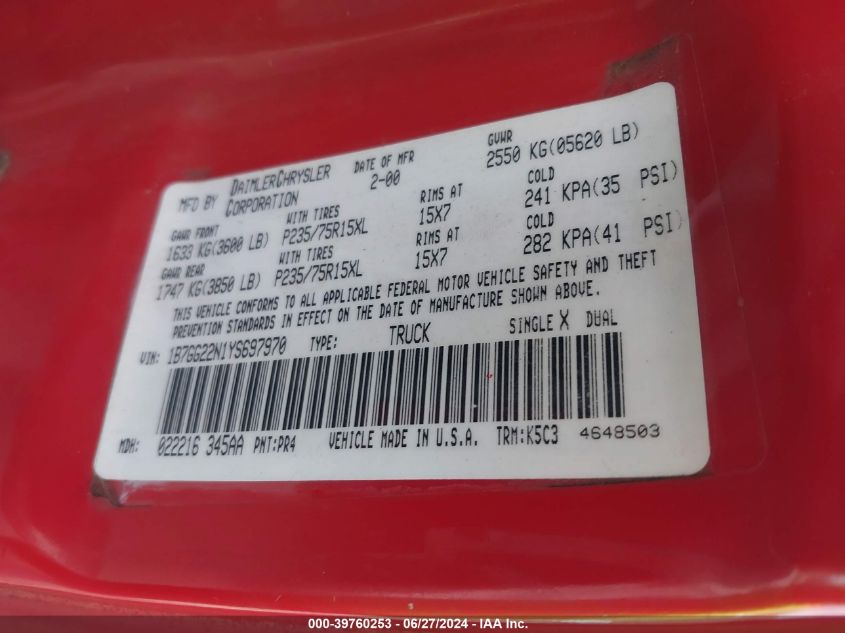 MFD BY DAIMLERCHRYSLER CORPORATION DATE OF MFR 2-00 GVWR 2550 KG(05620 LB)
GAWR FRONT WITH TIRES RIMS AT COLD
1633 KG(3600 LB) P235/75R15XL 15X7 241 KPA(35 PSI)
GAWR REAR WITH TIRES RIMS AT COLD
1747 KG(3850 LB) P235/75R15XL 15X7 282 KPA(41 PSI)
THIS VEHICLE CONFORMS TO ALL APPLICABLE FEDERAL MOTOR VEHICLE SAFETY AND THEFT
PREVENTION STANDARDS IN EFFECT ON THE DATE OF MANUFACTURE SHOWN ABOVE.
VIN: 1B7GG22N1YS697970 TYPE: TRUCK SINGLE X DUAL
MDH: 022216 345AA PNT:PR4 VEHICLE MADE IN U.S.A. TRM:K5C3 4648503
000-39760253 - 06/27/2024 - IAAI Inc.